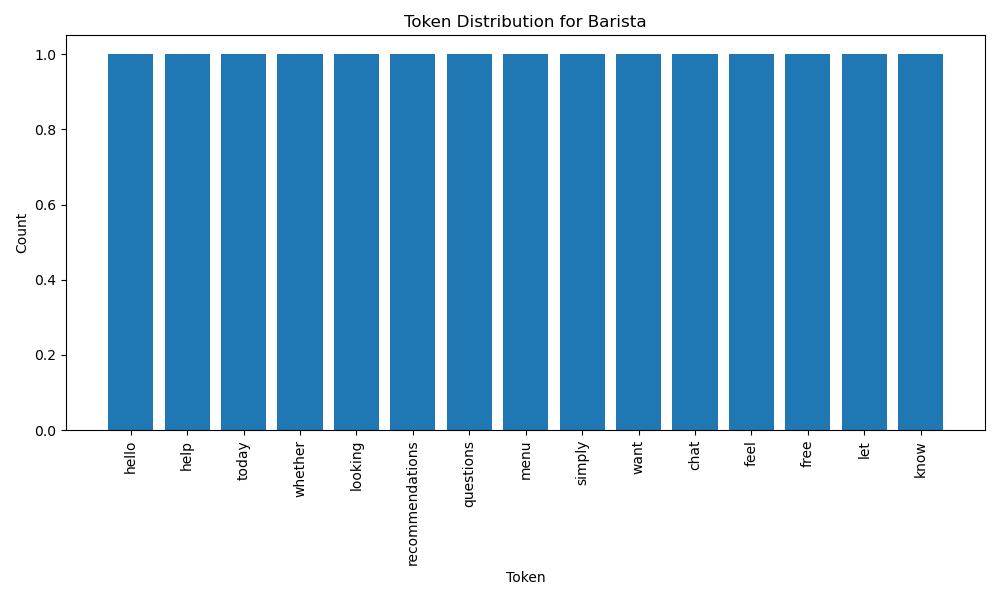 Token Distribution for Barista
Count
1.0
0.8
0.6
0.4
0.2
0.0
hello
help
today
whether
looking
recommendations
questions
menu
simply
want
chat
feel
free
let
know
Token